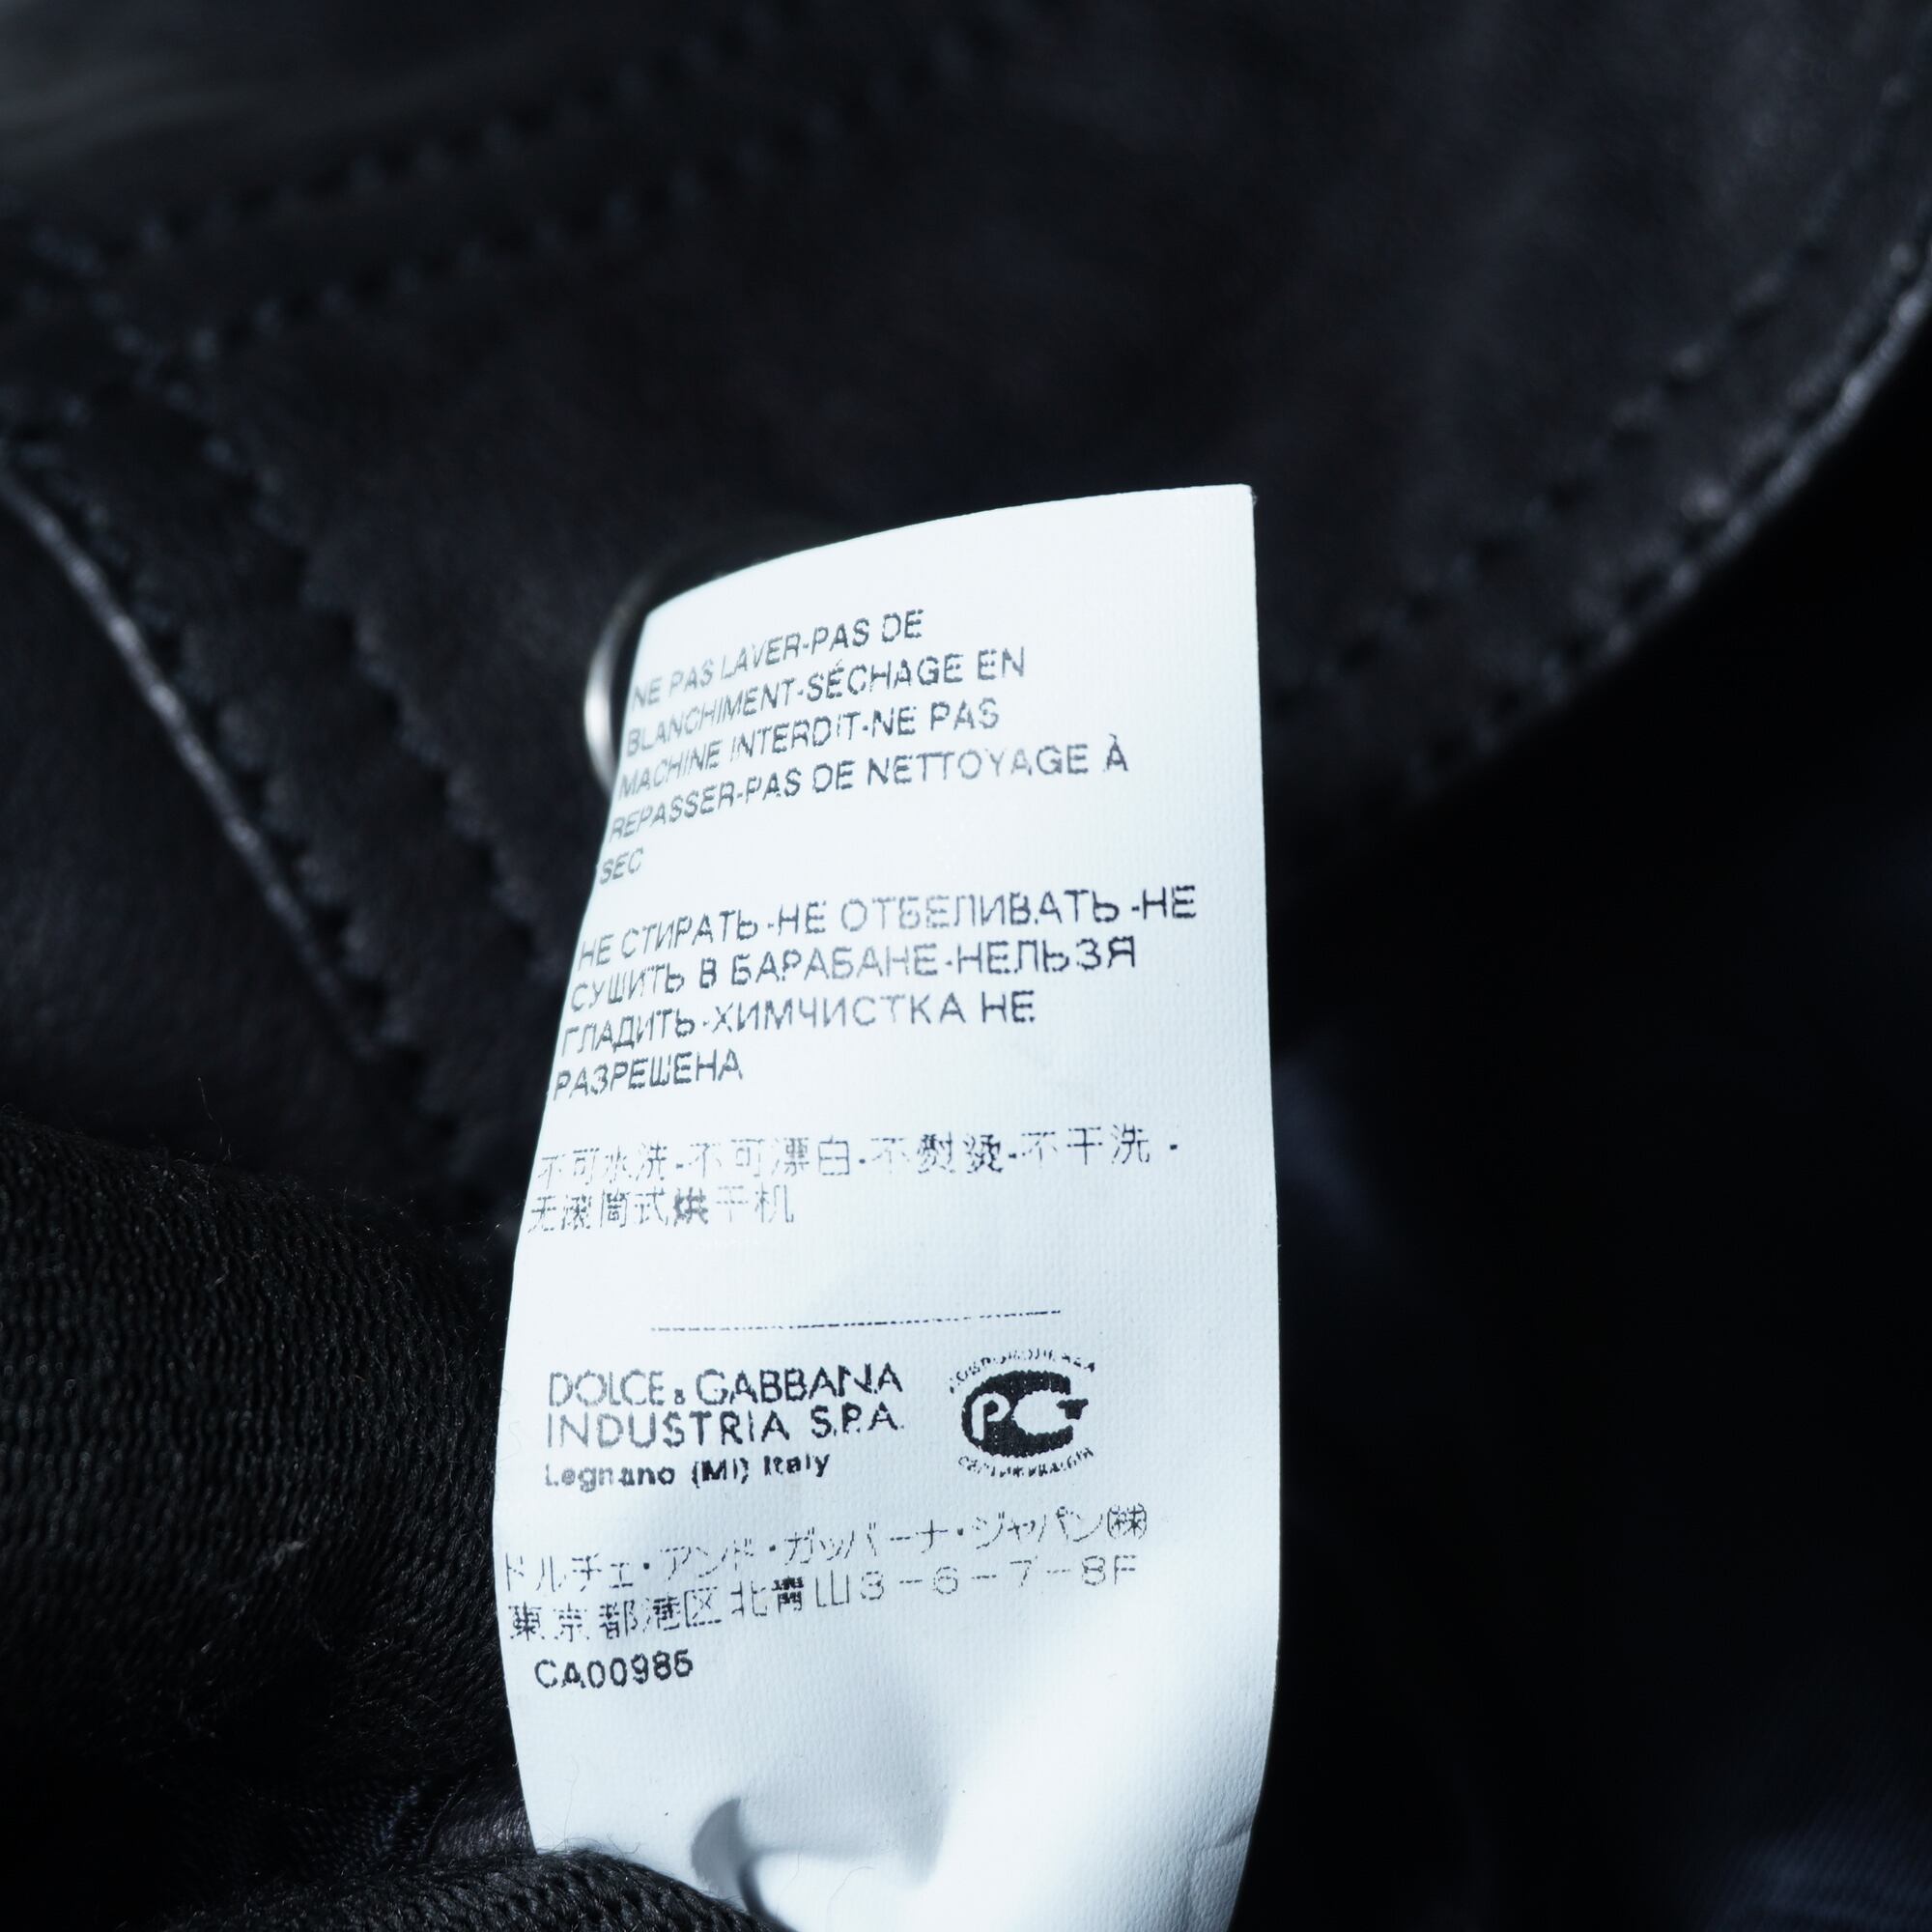 NE PAS LAVER-PAS DE
BLANCHIMENT-SÉCHAGE EN
MACHINE INTERDIT-NE PAS
REPASSER-PAS DE NETTOYAGE À
SEC
НЕ СТИРАТЬ-НЕ ОТБЕЛИВАТЬ-НЕ
СУШИТЬ В БАРАБАНЕ-НЕЛЬЗЯ
ГЛАДИТЬ-ХИМЧИСТКА НЕ
РАЗРЕШЕНА
不可水洗-不可漂白-不熨烫-不干洗-
无滚筒式烘干机
DOLCE & GABBANA
INDUSTRIA S.P.A.
Legnano (MI) Italy
РСТ
ドルチェ・アンド・ガッバーナ・ジャパン㈱
東京都港区北青山3-6-7-8F
CA00985